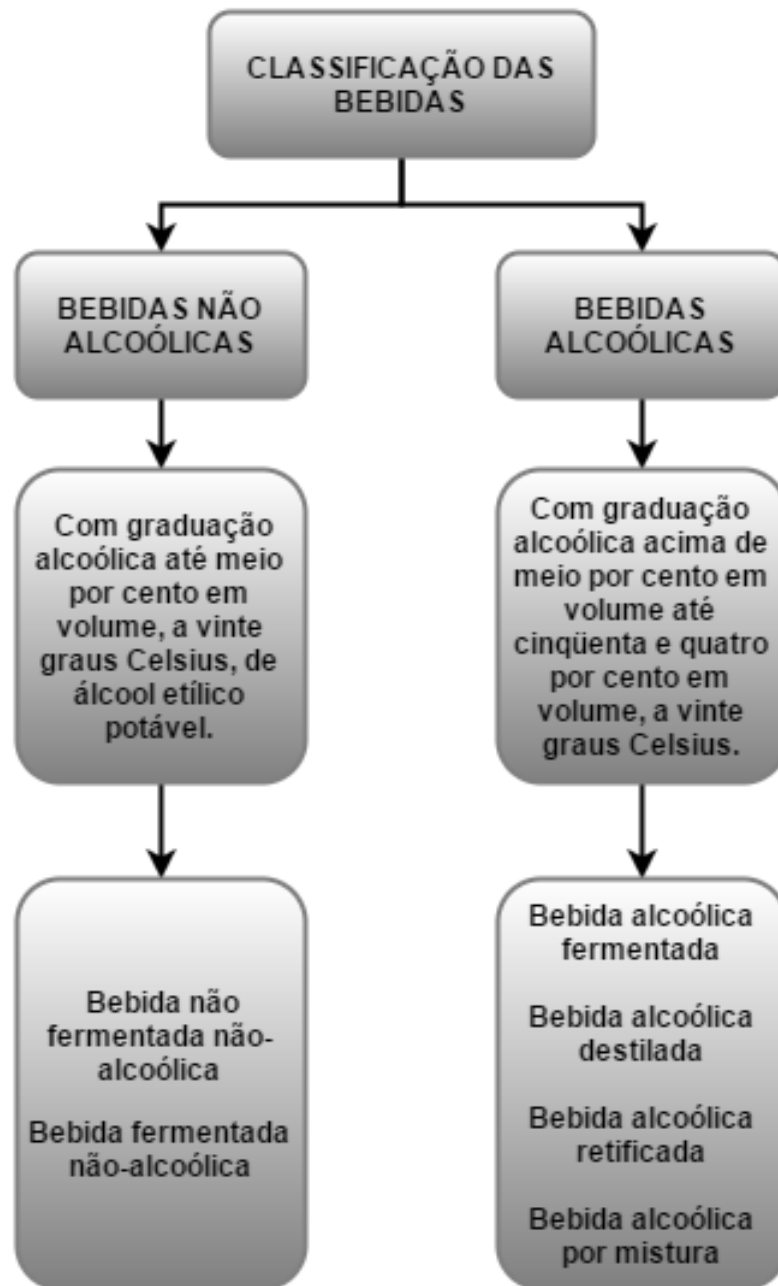 CLASSIFICAÇÃO DAS
BEBIDAS
BEBIDAS NÃO
ALCOÓLICAS
BEBIDAS
ALCOÓLICAS
Com graduação
alcoólica até meio
por cento em
volume, a vinte
graus Celsius, de
álcool etílico
potável.
Com graduação
alcoólica acima de
meio por cento em
volume até
cinqüenta e quatro
por cento em
volume, a vinte
graus Celsius.
Bebida não
fermentada não-
alcoólica
Bebida fermentada
não-alcoólica
Bebida alcoólica
fermentada
Bebida alcoólica
destilada
Bebida alcoólica
retificada
Bebida alcoólica
por mistura